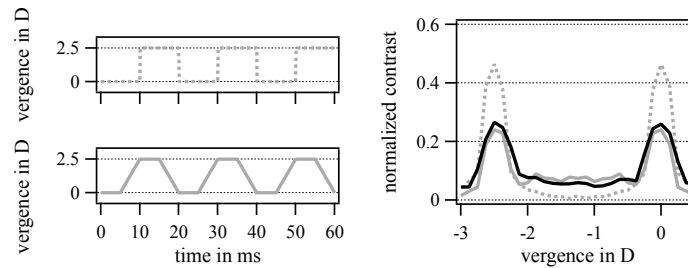 vergence in D
2.5
0
vergence in D
2.5
0
0 10 20 30 40 50 60
time in ms
normalized contrast
0.6
0.4
0.2
0
-3 -2 -1 0
vergence in D